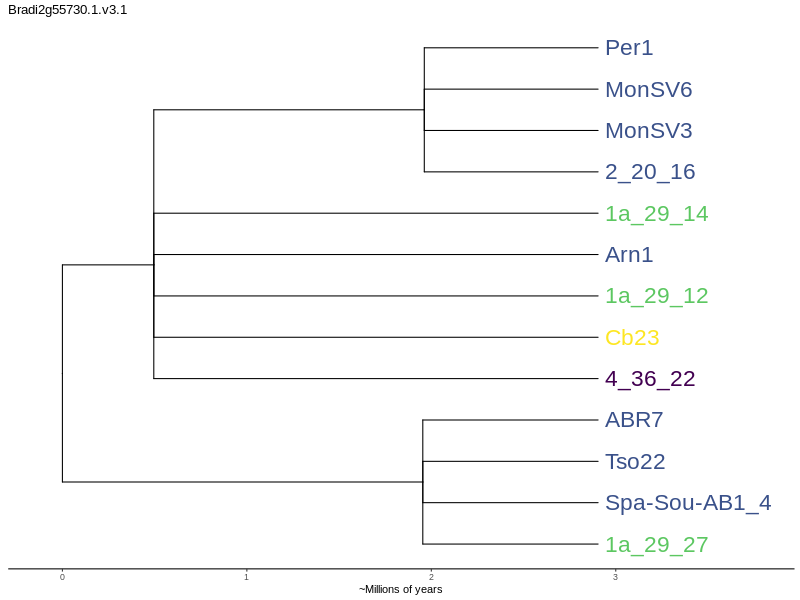 Bradi2g55730.1.v3.1
Per1
MonSV6
MonSV3
2_20_16
1a_29_14
Arn1
1a_29_12
Cb23
4_36_22
ABR7
Tso22
Spa-Sou-AB1_4
1a_29_27
0 1 2 3
~Millions of years